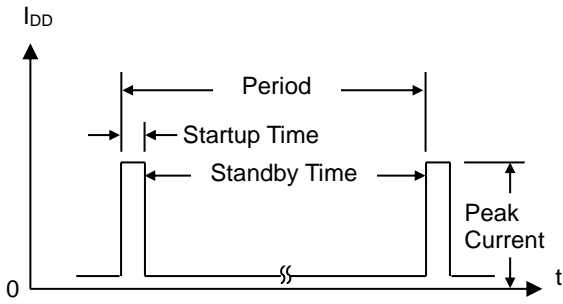 IDD
Period
Startup Time
Standby Time
Peak
Current
0
t